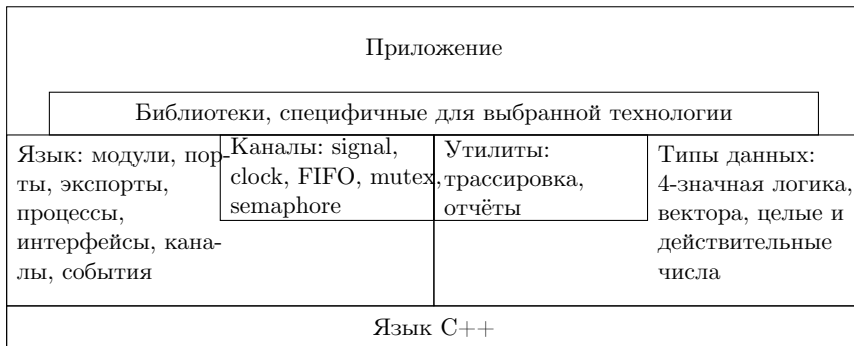 Приложение
Библиотеки, специфичные для выбранной технологии
Язык: модули, пор-
ты, экспорты,
процессы,
интерфейсы, кана-
лы, события
Каналы: signal,
clock, FIFO, mutex,
semaphore
Утилиты:
трассировка,
отчёты
Типы данных:
4-значная логика,
вектора, целые и
действительные
числа
Язык C++